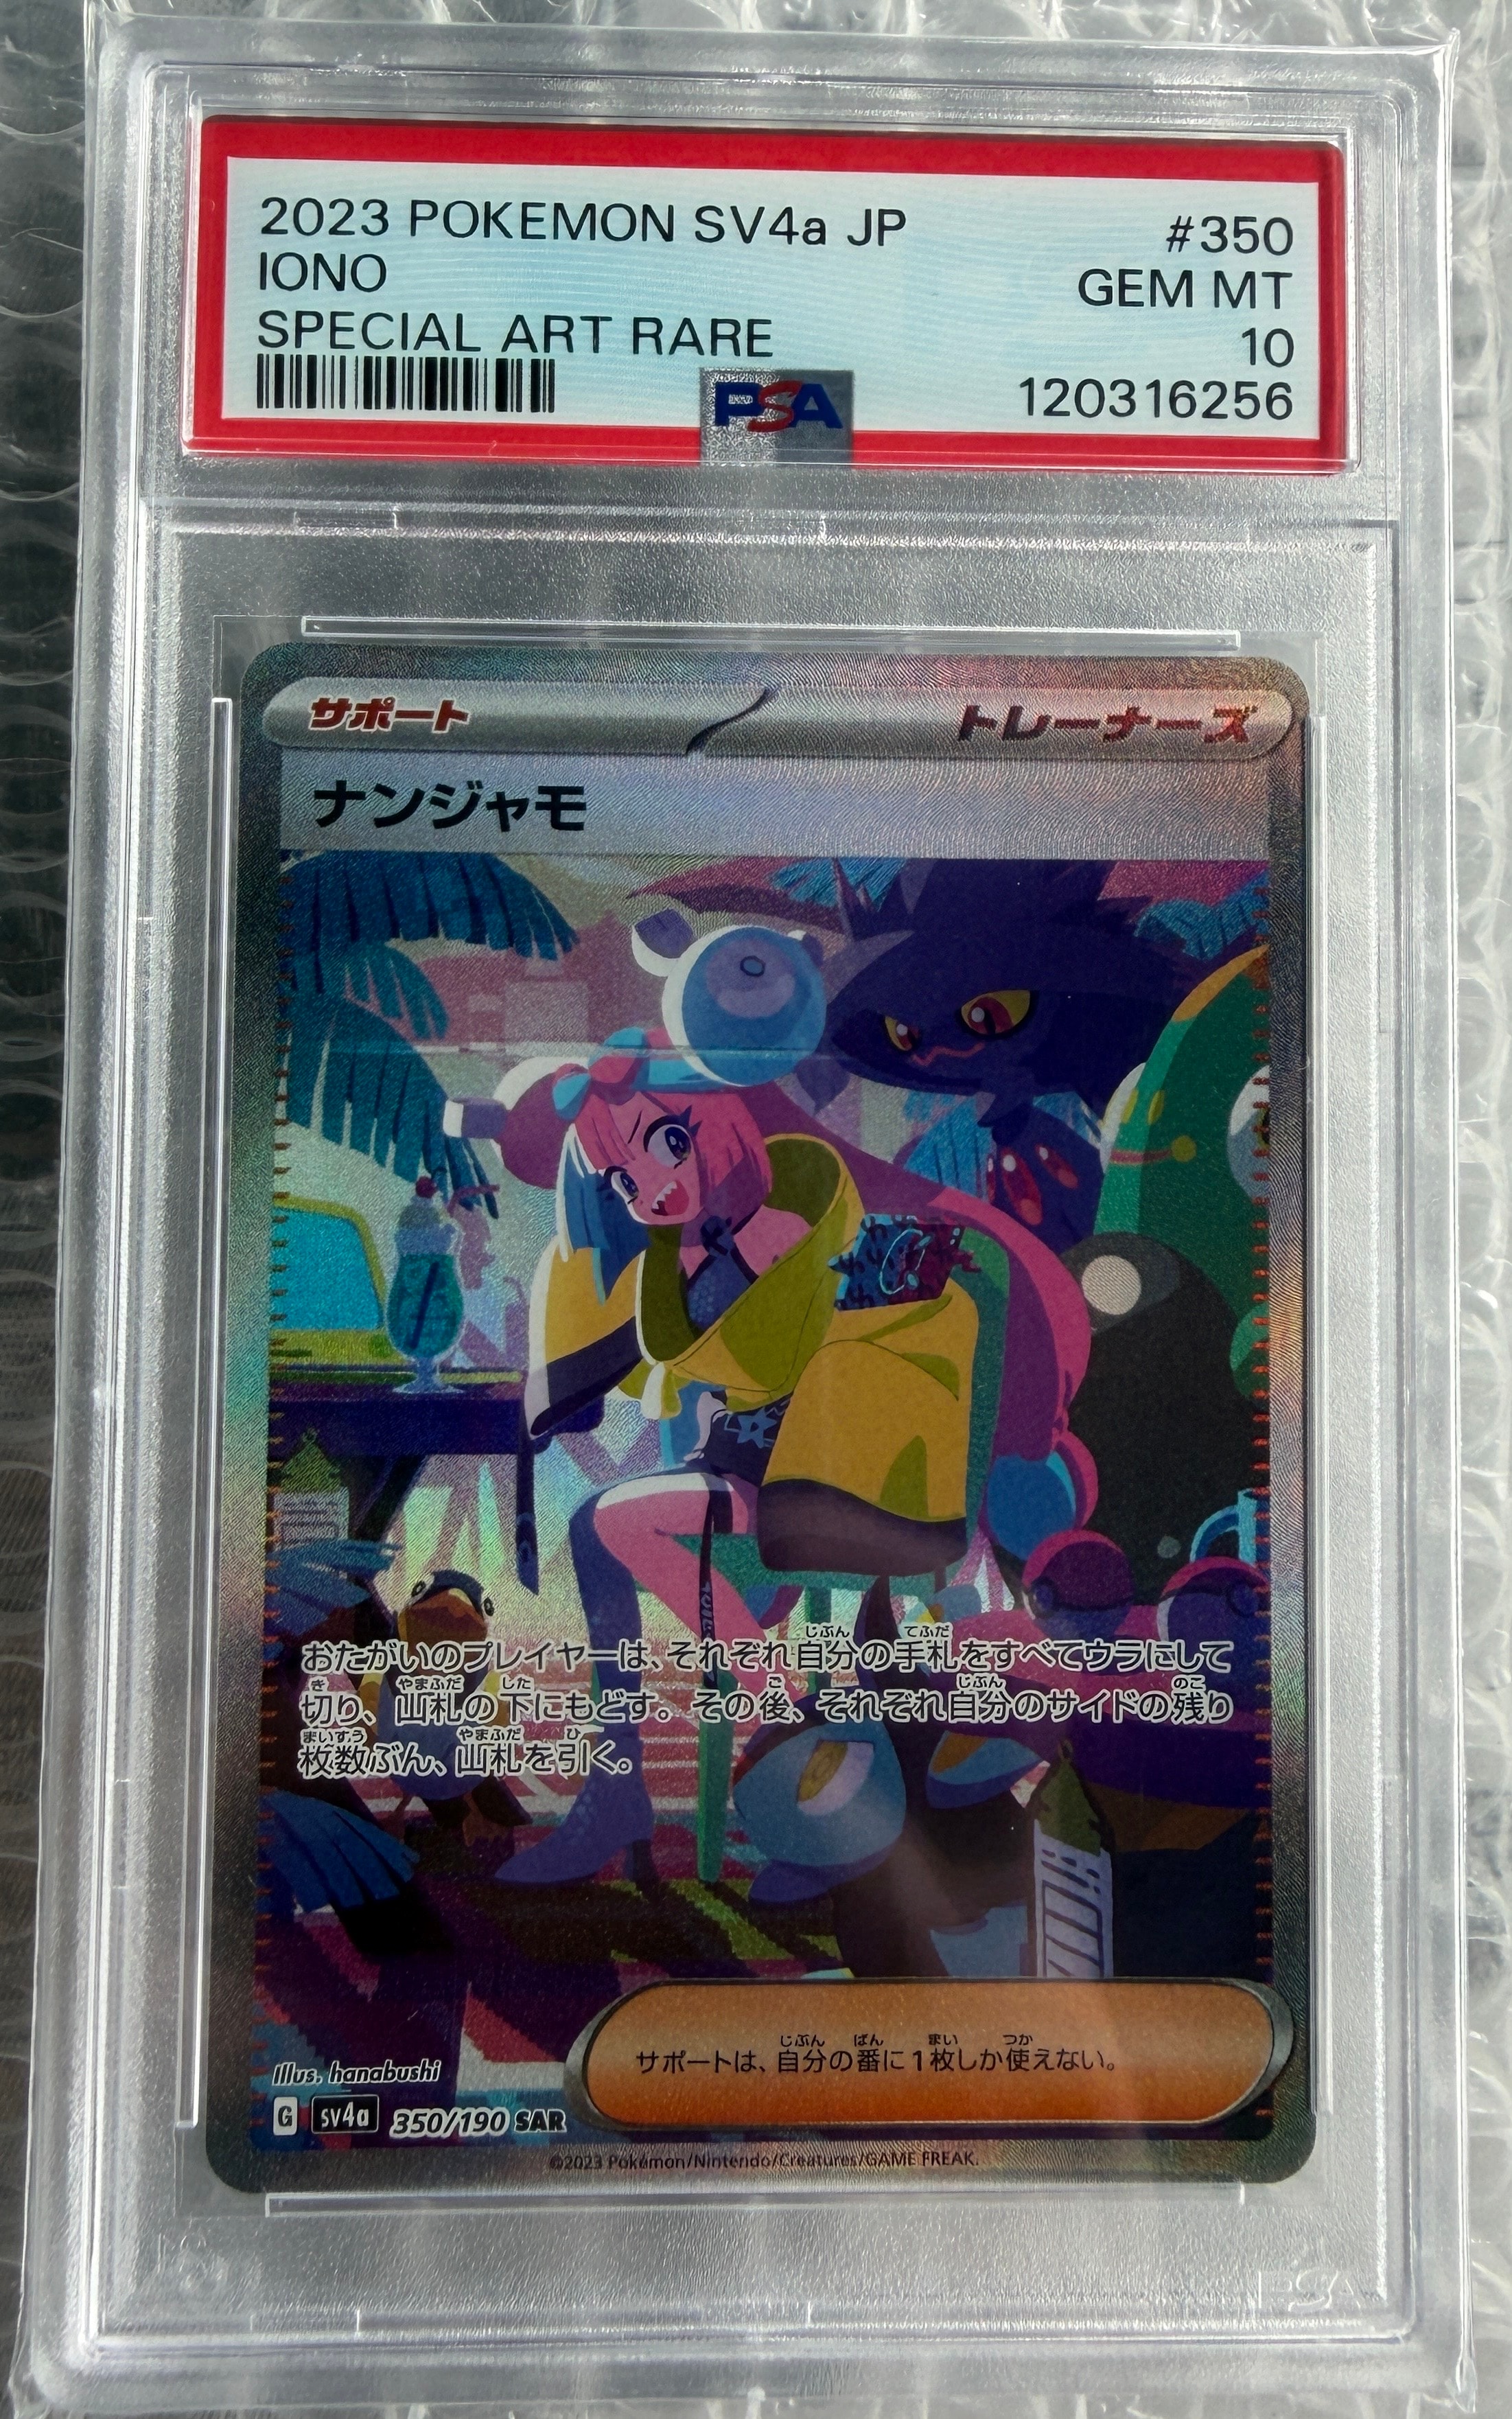 2023 POKEMON SV4a JP #350
IONO GEM MT
SPECIAL ART RARE 10
PSA 120316256
サポート トレーナーズ
ナンジャモ
おたがいのプレイヤーは、それぞれ自分の手札をすべてウラにして
切り、山札の下にもどす。その後、それぞれ自分のサイドの残り
枚数ぶん、山札を引く。
サポートは、自分の番に1枚しか使えない。
Illus. hanabushi
G sv4a 350/190 SAR
©2023 Pokémon/Nintendo/Creatures/GAME FREAK.
PSA